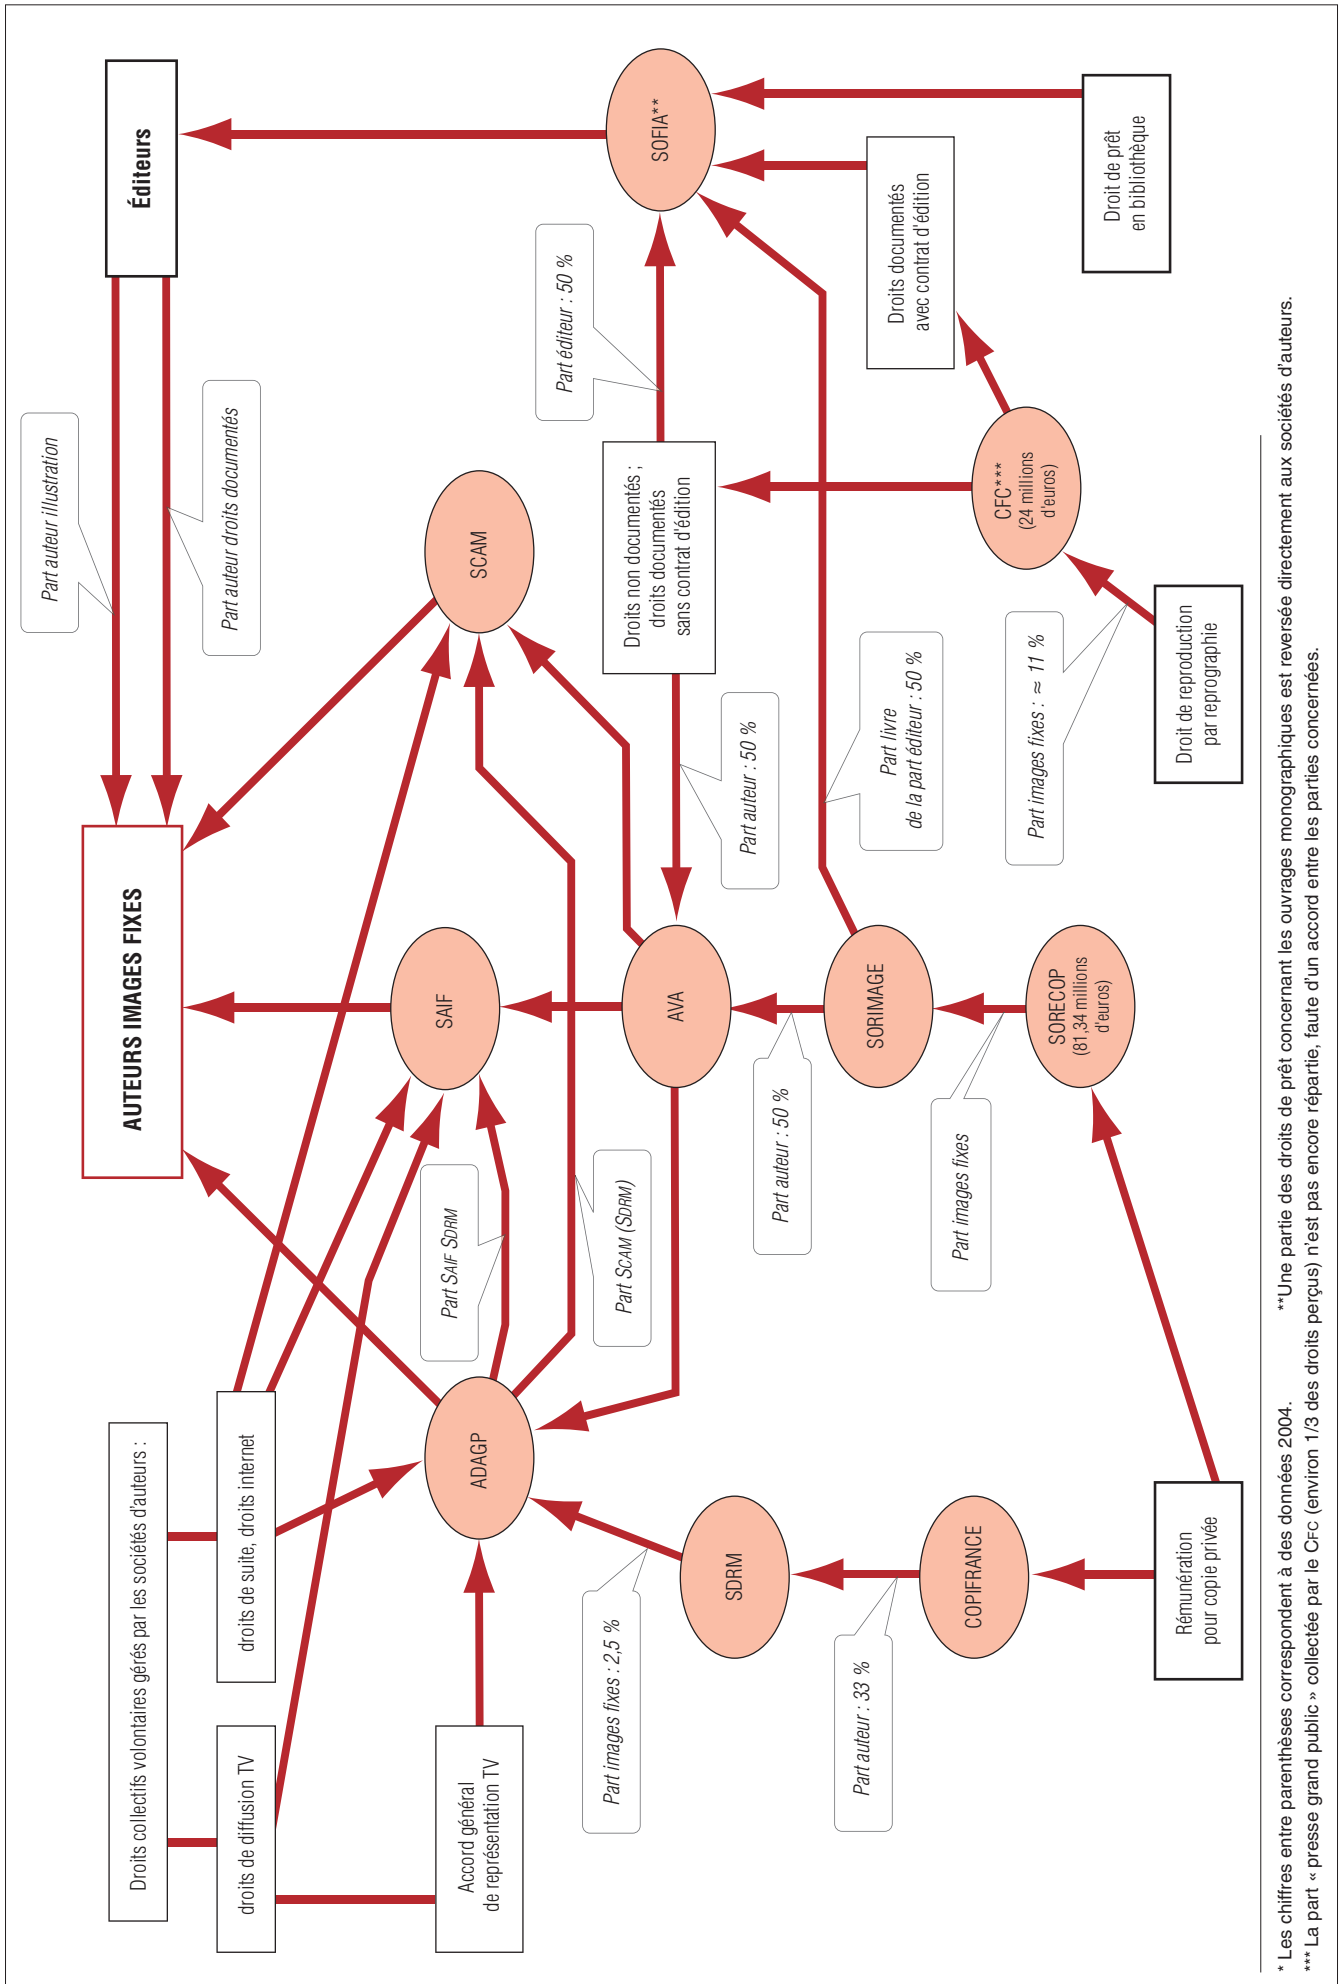 Droits collectifs volontaires gérés par les sociétés d'auteurs :
droits de diffusion TV
droits de suite, droits internet
Accord général
de représentation TV
AUTEURS IMAGES FIXES
Éditeurs
Part auteur illustration
Part auteur droits documentés
ADAGP
SAIF
SCAM
Part SAIF SDRM
Part SCAM (SDRM)
Part images fixes : 2,5 %
SDRM
Part auteur : 33 %
COPIFRANCE
Rémunération
pour copie privée
AVA
Part auteur : 50 %
SORIMAGE
Part images fixes
SORECOP
(81,34 millions
d'euros)
Part auteur : 50 %
Droits non documentés ;
droits documentés
sans contrat d'édition
Part éditeur : 50 %
SOFIA**
Part livre
de la part éditeur : 50 %
Part images fixes : ≈ 11 %
CFC***
(24 millions
d'euros)
Droit de reproduction
par reprographie
Droits documentés
avec contrat d'édition
Droit de prêt
en bibliothèque
* Les chiffres entre parenthèses correspondent à des données 2004. **Une partie des droits de prêt concernant les ouvrages monographiques est reversée directement aux sociétés d'auteurs.
*** La part « presse grand public » collectée par le CFC (environ 1/3 des droits perçus) n'est pas encore répartie, faute d'un accord entre les parties concernées.